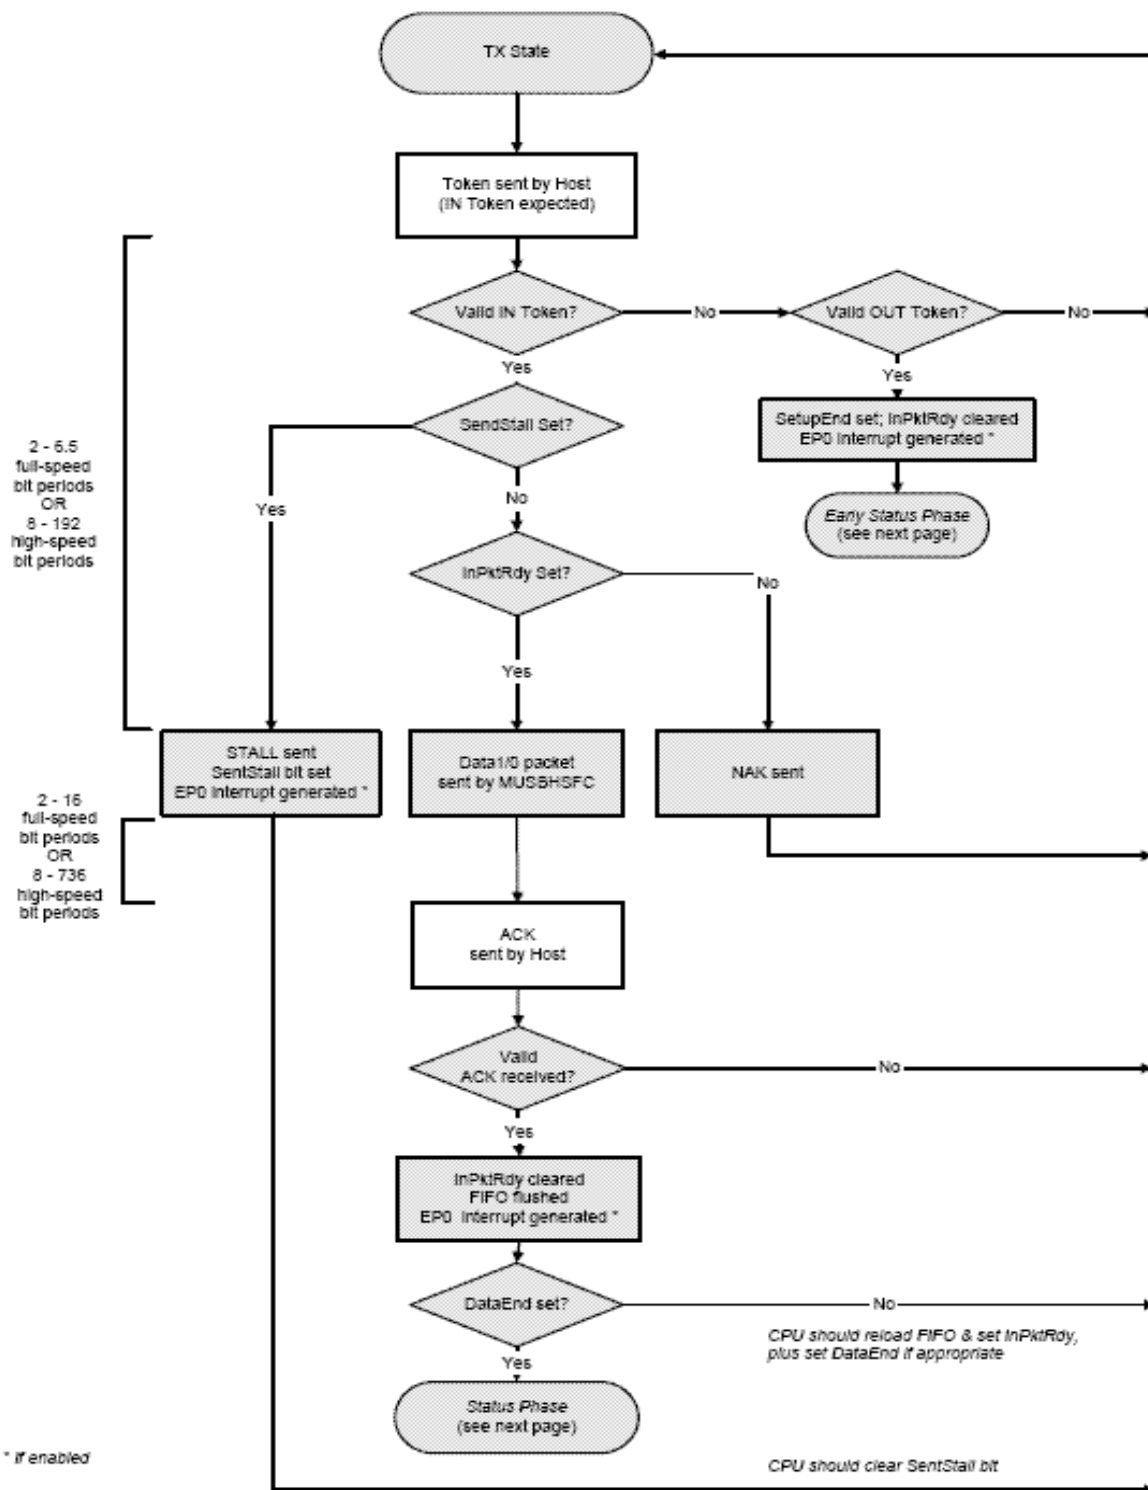 TX State
Token sent by Host
(IN Token expected)
Valid IN Token?
No
Valid OUT Token?
No
Yes
Yes
SendStall Set?
SetupEnd set; InPktRdy cleared
EP0 Interrupt generated *
2 - 6.5
full-speed
bit periods
OR
8 - 192
high-speed
bit periods
Yes
No
Early Status Phase
(see next page)
InPktRdy Set?
No
Yes
STALL sent
SentStall bit set
EP0 Interrupt generated *
Data1/0 packet
sent by MUSBHSFC
NAK sent
2 - 16
full-speed
bit periods
OR
8 - 736
high-speed
bit periods
ACK
sent by Host
Valid
ACK received?
No
Yes
InPktRdy cleared
FIFO flushed
EP0 Interrupt generated *
DataEnd set?
No
CPU should reload FIFO & set InPktRdy,
plus set DataEnd if appropriate
Yes
Status Phase
(see next page)
* If enabled
CPU should clear SentStall bit